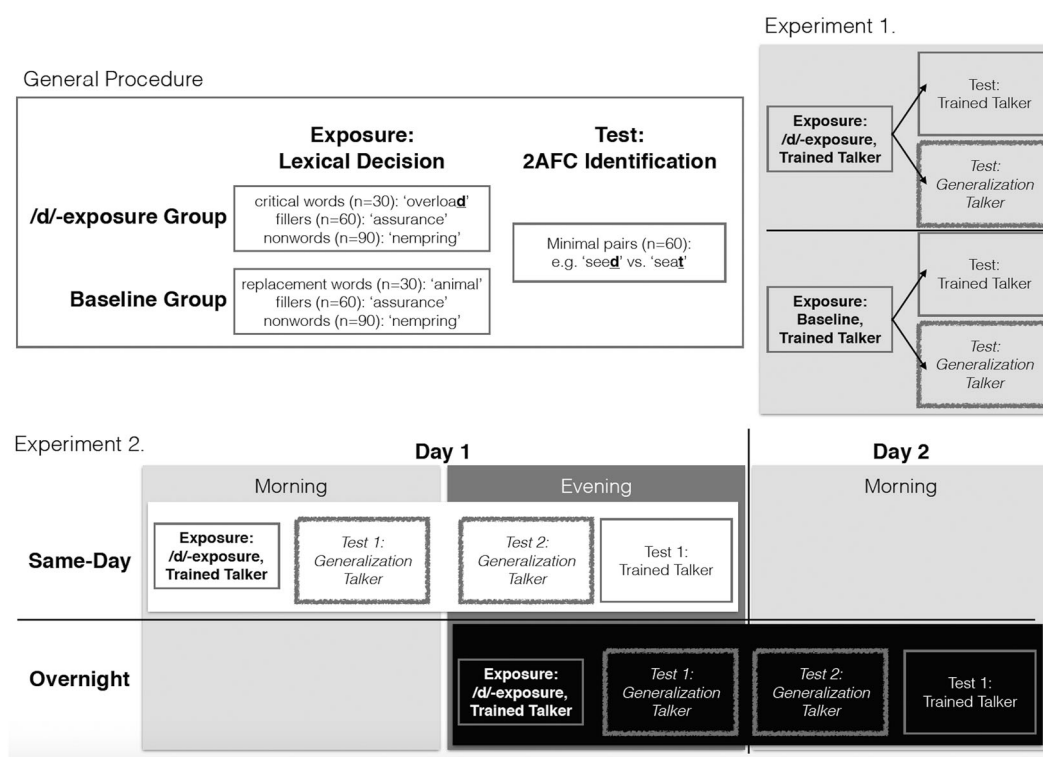 General Procedure
Exposure:
Lexical Decision
Test:
2AFC Identification
/d/-exposure Group
critical words (n=30): 'overload'
fillers (n=60): 'assurance'
nonwords (n=90): 'nempring'
Baseline Group
replacement words (n=30): 'animal'
fillers (n=60): 'assurance'
nonwords (n=90): 'nempring'
Minimal pairs (n=60):
e.g. 'seed' vs. 'seat'
Experiment 1.
Exposure:
/d/-exposure,
Trained Talker
Test:
Trained Talker
Test:
Generalization
Talker
Exposure:
Baseline,
Trained Talker
Test:
Trained Talker
Test:
Generalization
Talker
Experiment 2.
Day 1
Day 2
Morning
Evening
Morning
Same-Day
Exposure:
/d/-exposure,
Trained Talker
Test 1:
Generalization
Talker
Test 2:
Generalization
Talker
Test 1:
Trained Talker
Overnight
Exposure:
/d/-exposure,
Trained Talker
Test 1:
Generalization
Talker
Test 2:
Generalization
Talker
Test 1:
Trained Talker